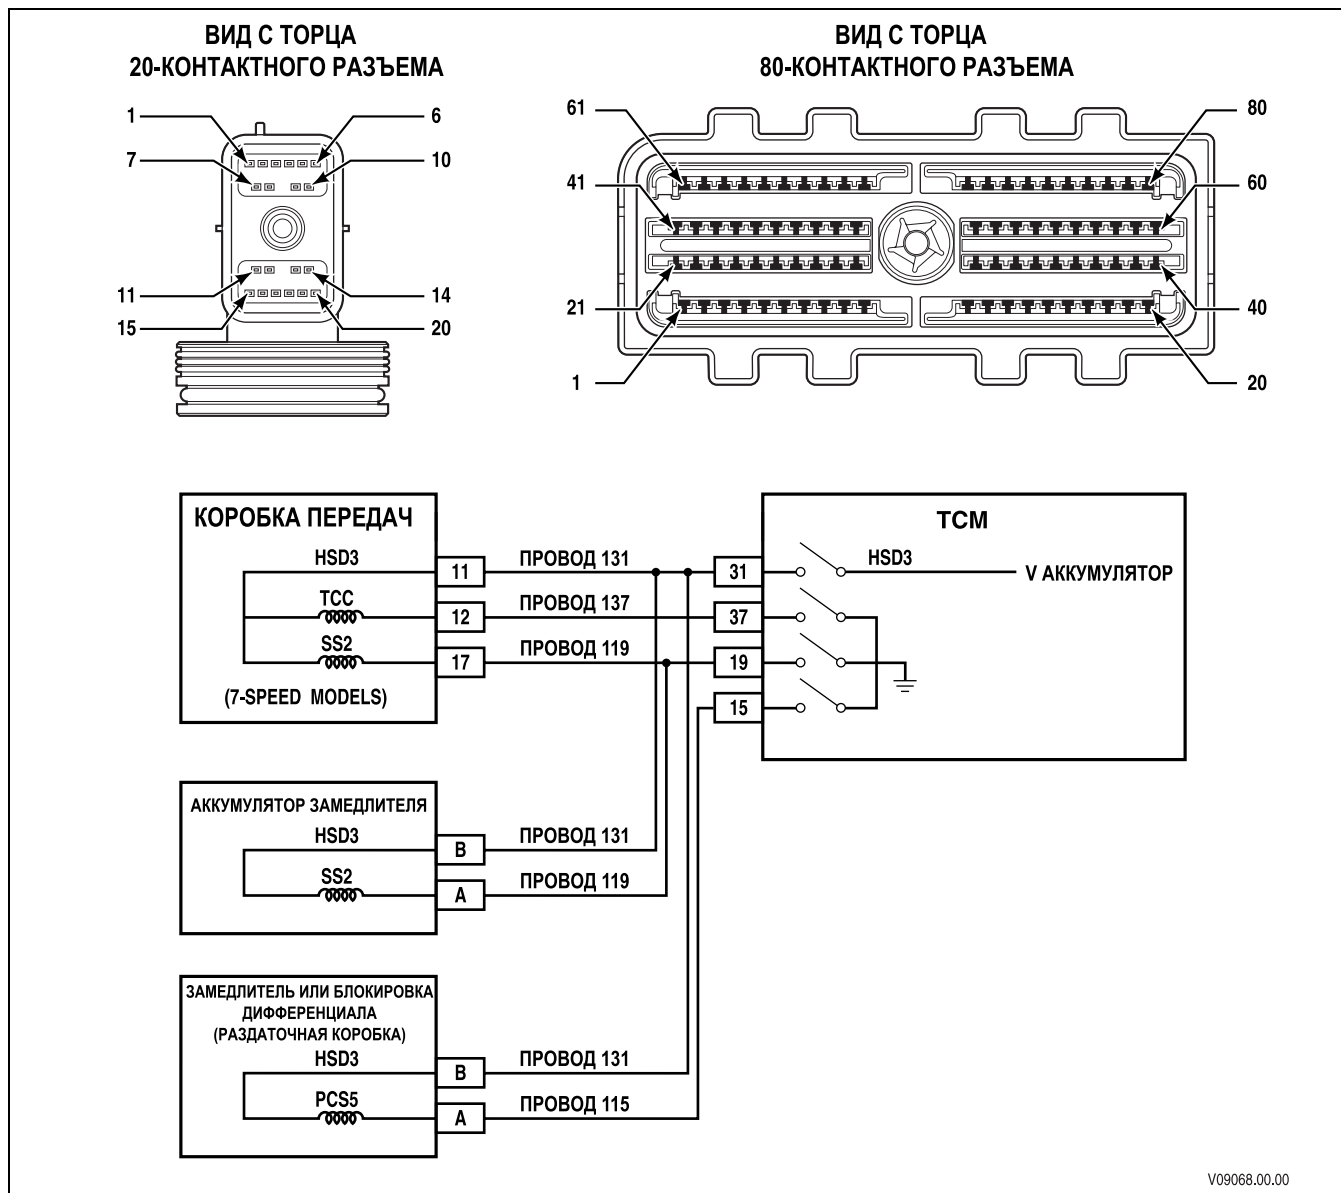 ВИД С ТОРЦА
20-КОНТАКТНОГО РАЗЪЕМА
ВИД С ТОРЦА
80-КОНТАКТНОГО РАЗЪЕМА
1
6
7
10
11
14
15
20
61
80
41
60
21
40
1
20
КОРОБКА ПЕРЕДАЧ
HSD3
11
ПРОВОД 131
TCC
12
ПРОВОД 137
SS2
17
ПРОВОД 119
(7-SPEED MODELS)
TCM
31
HSD3
V АККУМУЛЯТОР
37
19
15
АККУМУЛЯТОР ЗАМЕДЛИТЕЛЯ
HSD3
B
ПРОВОД 131
SS2
A
ПРОВОД 119
ЗАМЕДЛИТЕЛЬ ИЛИ БЛОКИРОВКА
ДИФФЕРЕНЦИАЛА
(РАЗДАТОЧНАЯ КОРОБКА)
HSD3
B
ПРОВОД 131
PCS5
A
ПРОВОД 115
V09068.00.00